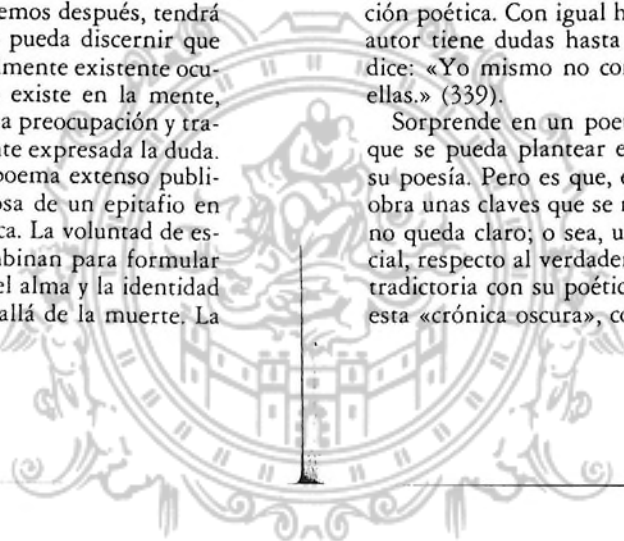 emos después, tendrá
pueda discernir que
mente existente ocu-
existe en la mente,
a preocupación y tra-
te expresada la duda.
poema extenso publi-
sa de un epitafio en
ca. La voluntad de es-
binan para formular
el alma y la identidad
allá de la muerte. La
ción poética. Con igual h
autor tiene dudas hasta
dice: «Yo mismo no co
ellas.» (339).
Sorprende en un poe
que se pueda plantear e
su poesía. Pero es que, e
obra unas claves que se
no queda claro; o sea, u
cial, respecto al verdade
tradictoria con su poétic
esta «crónica oscura», co